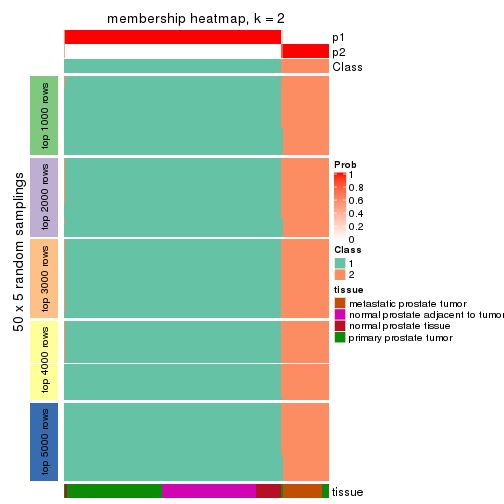 membership heatmap, k = 2
p1
p2
Class
50 x 5 random samplings
top 1000 rows
top 2000 rows
top 3000 rows
top 4000 rows
top 5000 rows
Prob
1
0.8
0.6
0.4
0.2
0
Class
1
2
tissue
metastatic prostate tumor
normal prostate adjacent to tumor
normal prostate tissue
primary prostate tumor
tissue